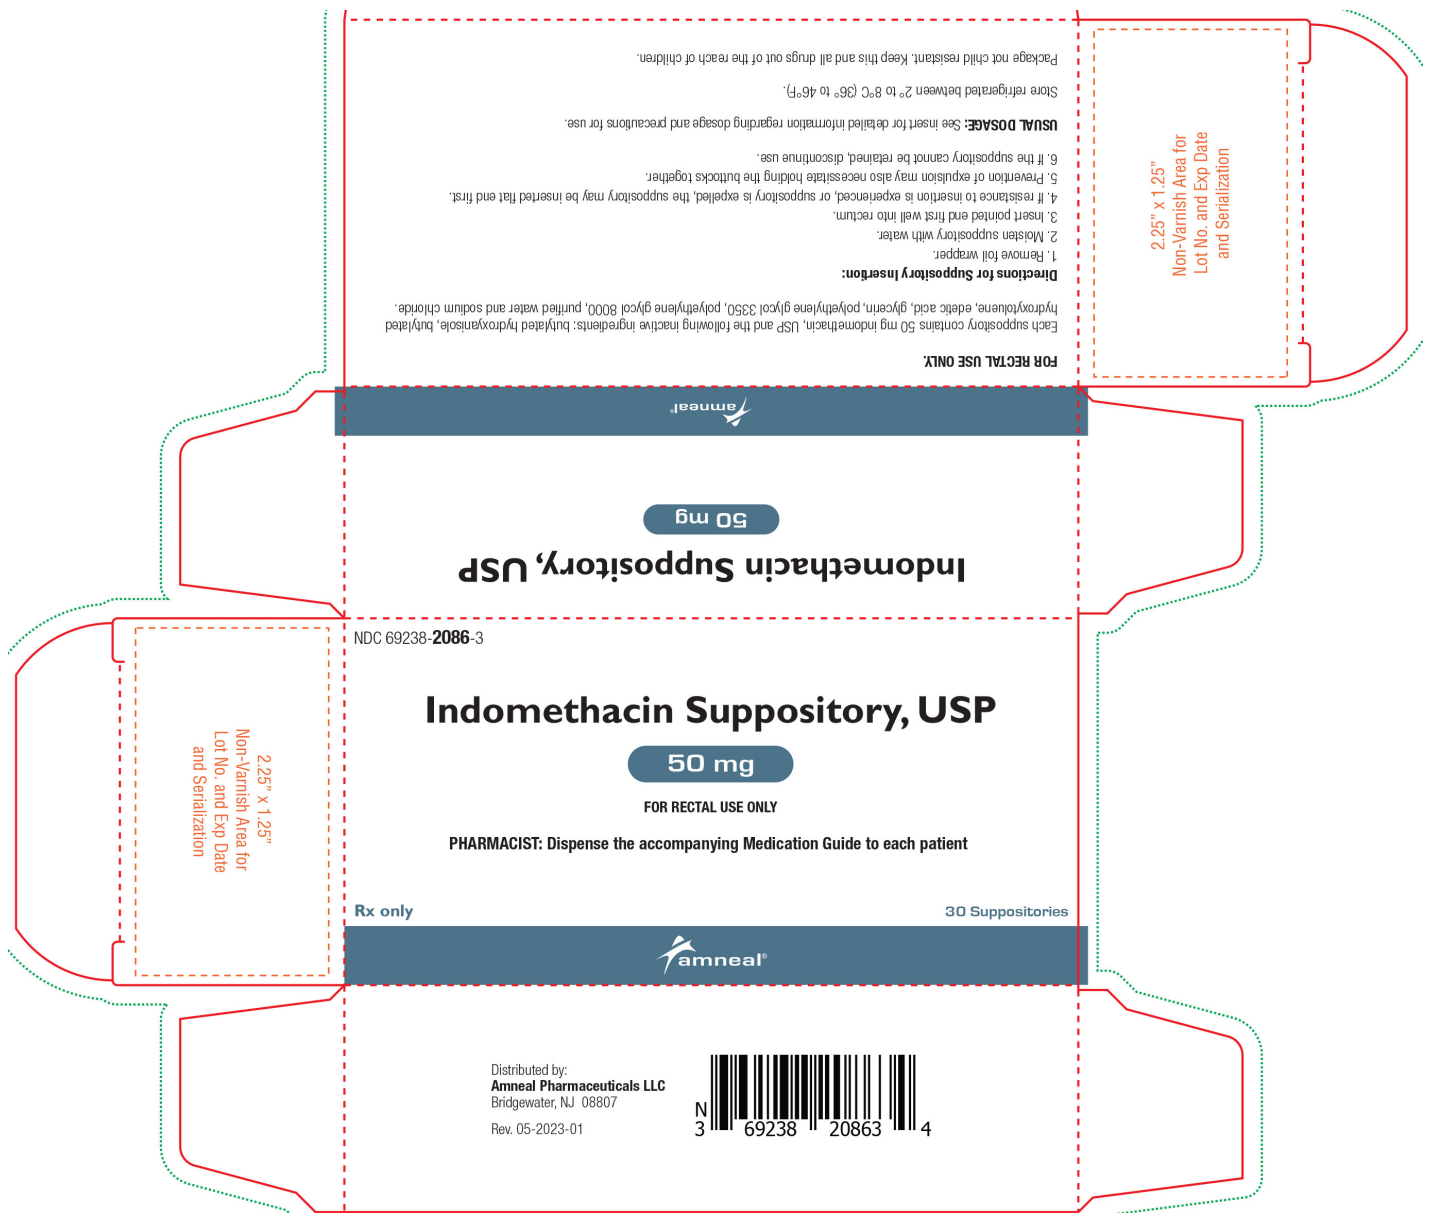 FOR RECTAL USE ONLY.
Each suppository contains 50 mg indomethacin, USP and the following inactive ingredients: butylated hydroxyanisole, butylated
hydroxytoluene, edetic acid, glycerin, polyethylene glycol 3350, polyethylene glycol 8000, purified water and sodium chloride.
Directions for Suppository Insertion:
1. Remove foil wrapper.
2. Moisten suppository with water.
3. Insert pointed end first well into rectum.
4. If resistance to insertion is experienced, or suppository is expelled, the suppository may be inserted flat end first.
5. Prevention of expulsion may also necessitate holding the buttocks together.
6. If the suppository cannot be retained, discontinue use.
USUAL DOSAGE: See insert for detailed information regarding dosage and precautions for use.
Store refrigerated between 2° to 8°C (36° to 46°F).
Package not child resistant. Keep this and all drugs out of the reach of children.
2.25” x 1.25”
Non-Varnish Area for
Lot No. and Exp Date
and Serialization
Indomethacin Suppository, USP
50 mg
amneal®
NDC 69238-2086-3
Indomethacin Suppository, USP
50 mg
FOR RECTAL USE ONLY
PHARMACIST: Dispense the accompanying Medication Guide to each patient
Rx only
30 Suppositories
amneal®
2.25” x 1.25”
Non-Varnish Area for
Lot No. and Exp Date
and Serialization
Distributed by:
Amneal Pharmaceuticals LLC
Bridgewater, NJ 08807
Rev. 05-2023-01
N
3 69238 20863 4